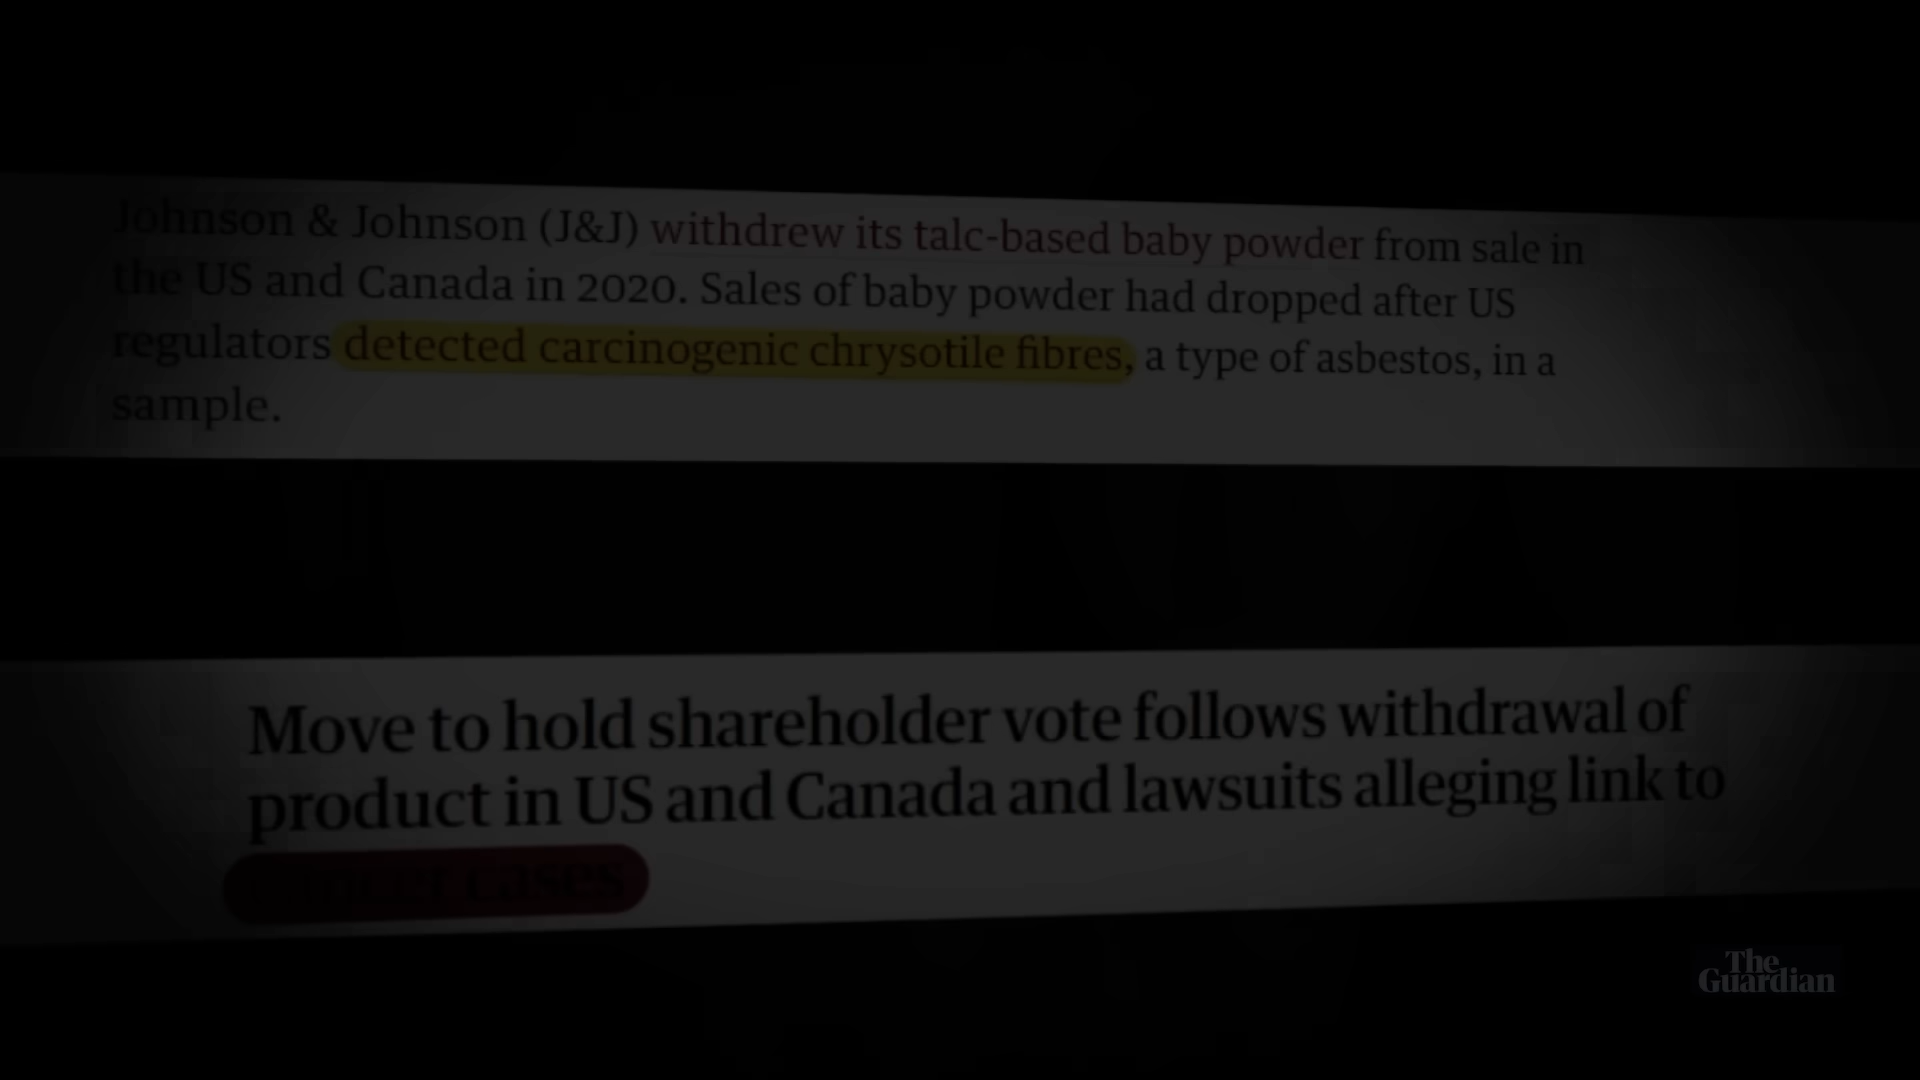 Johnson & Johnson (J&J) withdrew its talc-based baby powder from sale in
the US and Canada in 2020. Sales of baby powder had dropped after US
regulators detected carcinogenic chrysotile fibres, a type of asbestos, in a
sample.
Move to hold shareholder vote follows withdrawal of
product in US and Canada and lawsuits alleging link to
cancer cases
The
Guardian